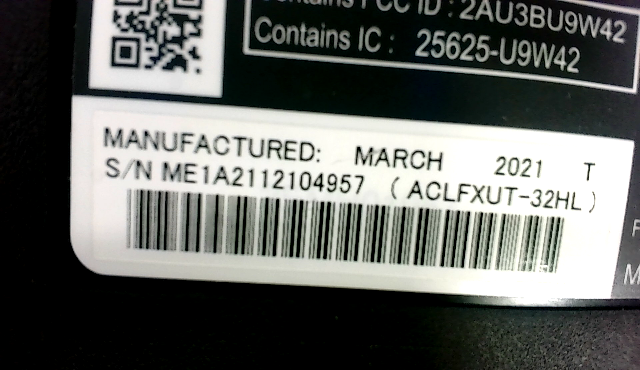 Contains FCC ID : 2AU3BU9W42
Contains IC : 25625-U9W42
MANUFACTURED: MARCH 2021 T
S/N ME1A2112104957 ( ACLFXUT-32HL )
F
M